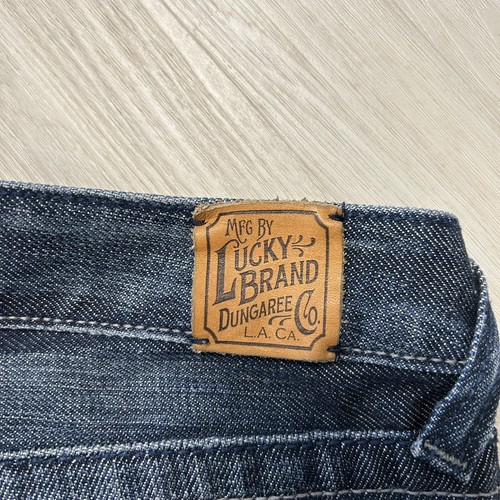 MFG BY
LUCKY
BRAND
DUNGAREE CO.
L.A. CA.